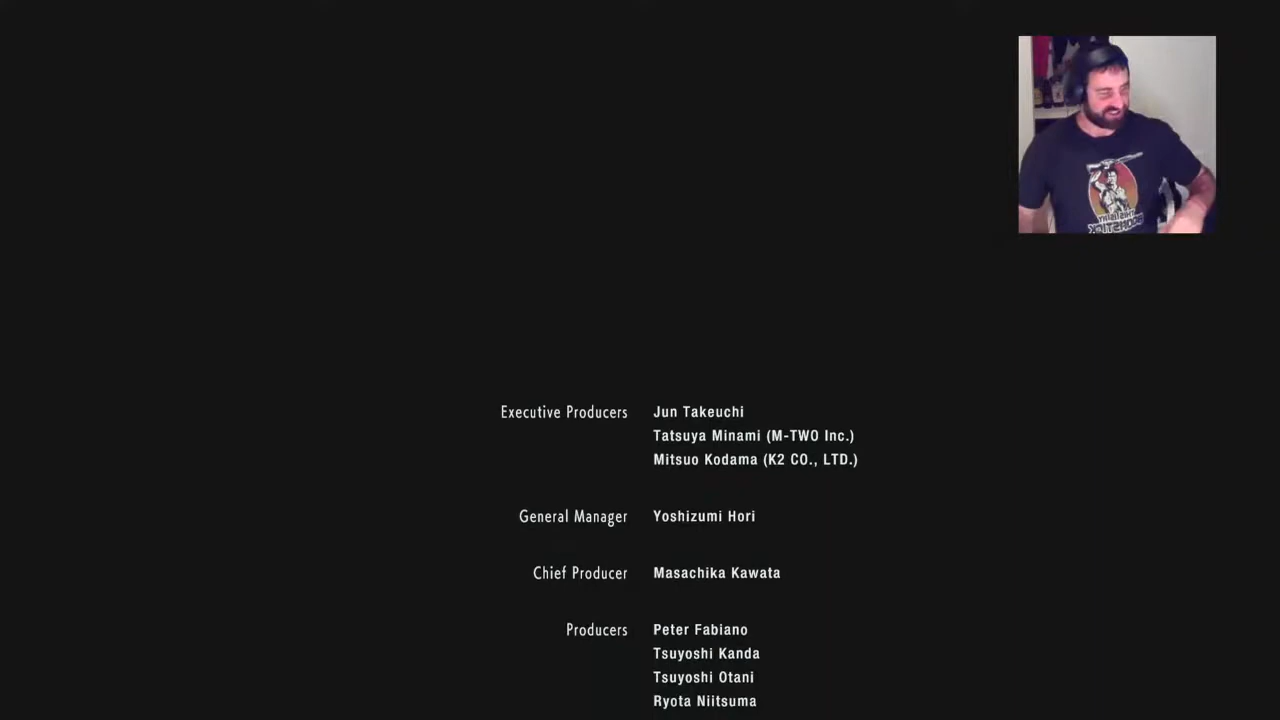 Executive Producers Jun Takeuchi
Tatsuya Minami (M-TWO Inc.)
Mitsuo Kodama (K2 CO., LTD.)
General Manager Yoshizumi Hori
Chief Producer Masachika Kawata
Producers Peter Fabiano
Tsuyoshi Kanda
Tsuyoshi Otani
Ryota Niitsuma